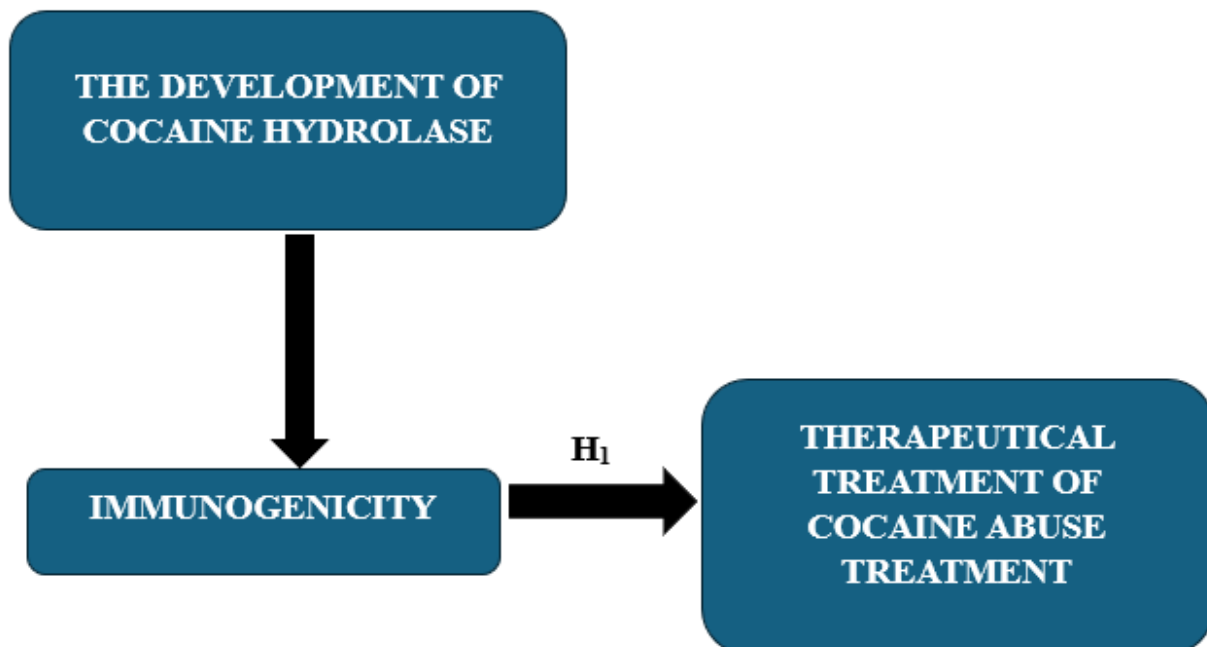 THE DEVELOPMENT OF
COCAINE HYDROLASE
IMMUNOGENICITY
H1
THERAPEUTICAL
TREATMENT OF
COCAINE ABUSE
TREATMENT